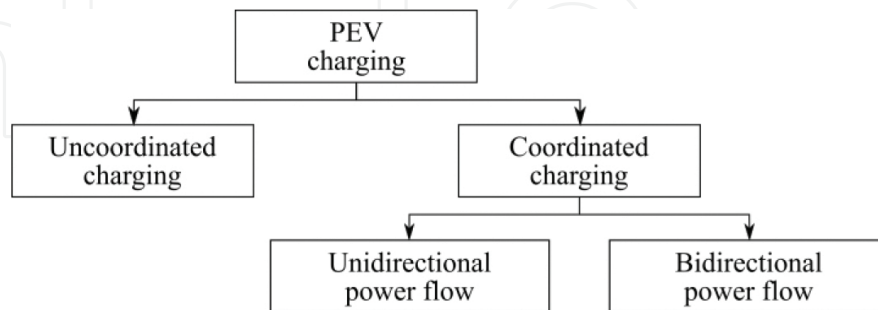 PEV
charging
Uncoordinated
charging
Coordinated
charging
Unidirectional
power flow
Bidirectional
power flow